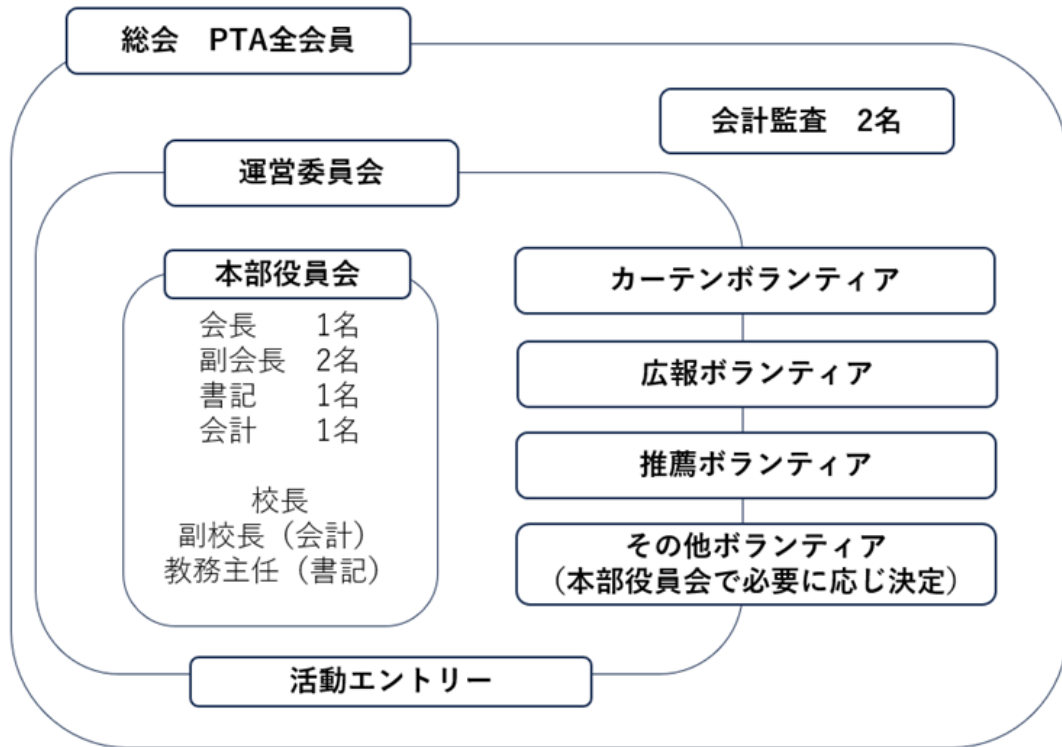 総会　PTA全会員
会計監査　2名
運営委員会
本部役員会
会長　　1名
副会長　2名
書記　　1名
会計　　1名
校長
副校長（会計）
教務主任（書記）
カーテンボランティア
広報ボランティア
推薦ボランティア
その他ボランティア
（本部役員会で必要に応じ決定）
活動エントリー